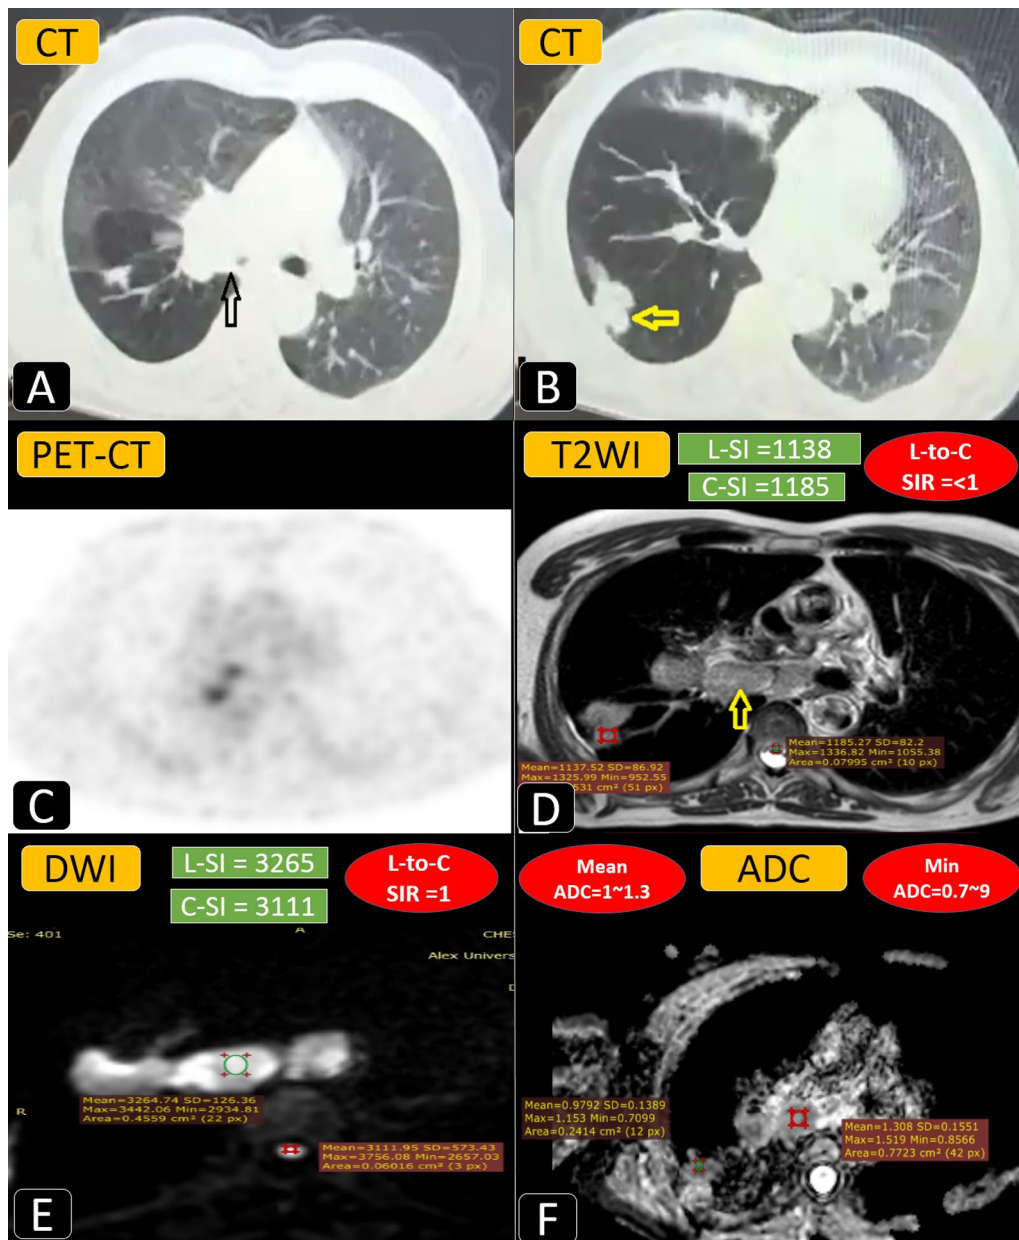 CT
CT
A
B
PET-CT
T2WI
L-SI =1138
C-SI =1185
L-to-C
SIR =<1
C
Mean=1185.27 SD=82.2
Max=1336.82 Min=1055.38
Area=0.07995 cm² (10 px)
Mean=1137.52 SD=86.92
Max=1325.99 Min=952.55
531 cm² (51 px)
D
DWI
L-SI = 3265
C-SI = 3111
L-to-C
SIR =1
Mean
ADC=1~1.3
ADC
Min
ADC=0.7~9
Se: 401
A
CHES
Alex Univers
R
Mean=3264.74 SD=126.36
Max=3442.06 Min=2934.81
Area=0.4559 cm² (22 px)
Mean=3111.95 SD=573.43
Max=3756.08 Min=2657.03
Area=0.06016 cm² (3 px)
E
Mean=0.9792 SD=0.1389
Max=1.153 Min=0.7099
Area=0.2414 cm² (12 px)
Mean=1.308 SD=0.1551
Max=1.519 Min=0.8566
Area=0.7723 cm² (42 px)
F